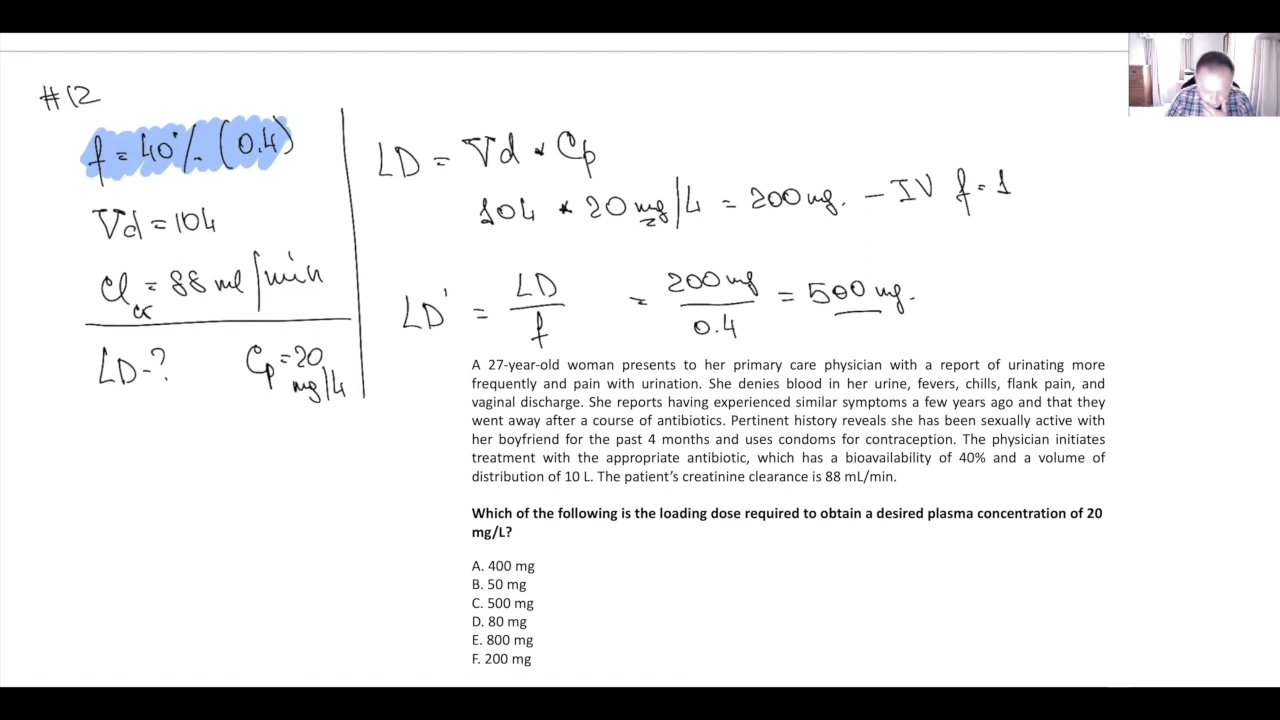 #12
f = 40% (0.4)
Vd = 10L
Cl cr = 88 ml/min
LD - ?
Cp = 20 mg/L
LD = Vd * Cp
10L * 20 mg/L = 200 mg. - IV f = 1
LD' = LD / f = 200 mg / 0.4 = 500 mg.
A 27-year-old woman presents to her primary care physician with a report of urinating more
frequently and pain with urination. She denies blood in her urine, fevers, chills, flank pain, and
vaginal discharge. She reports having experienced similar symptoms a few years ago and that they
went away after a course of antibiotics. Pertinent history reveals she has been sexually active with
her boyfriend for the past 4 months and uses condoms for contraception. The physician initiates
treatment with the appropriate antibiotic, which has a bioavailability of 40% and a volume of
distribution of 10 L. The patient's creatinine clearance is 88 mL/min.
Which of the following is the loading dose required to obtain a desired plasma concentration of 20
mg/L?
A. 400 mg
B. 50 mg
C. 500 mg
D. 80 mg
E. 800 mg
F. 200 mg